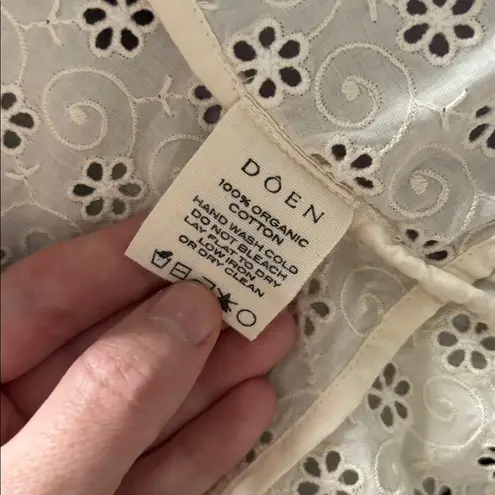 DÔEN
100% ORGANIC
COTTON
HAND WASH COLD
DO NOT BLEACH
LAY FLAT TO DRY
LOW IRON
OR DRY CLEAN